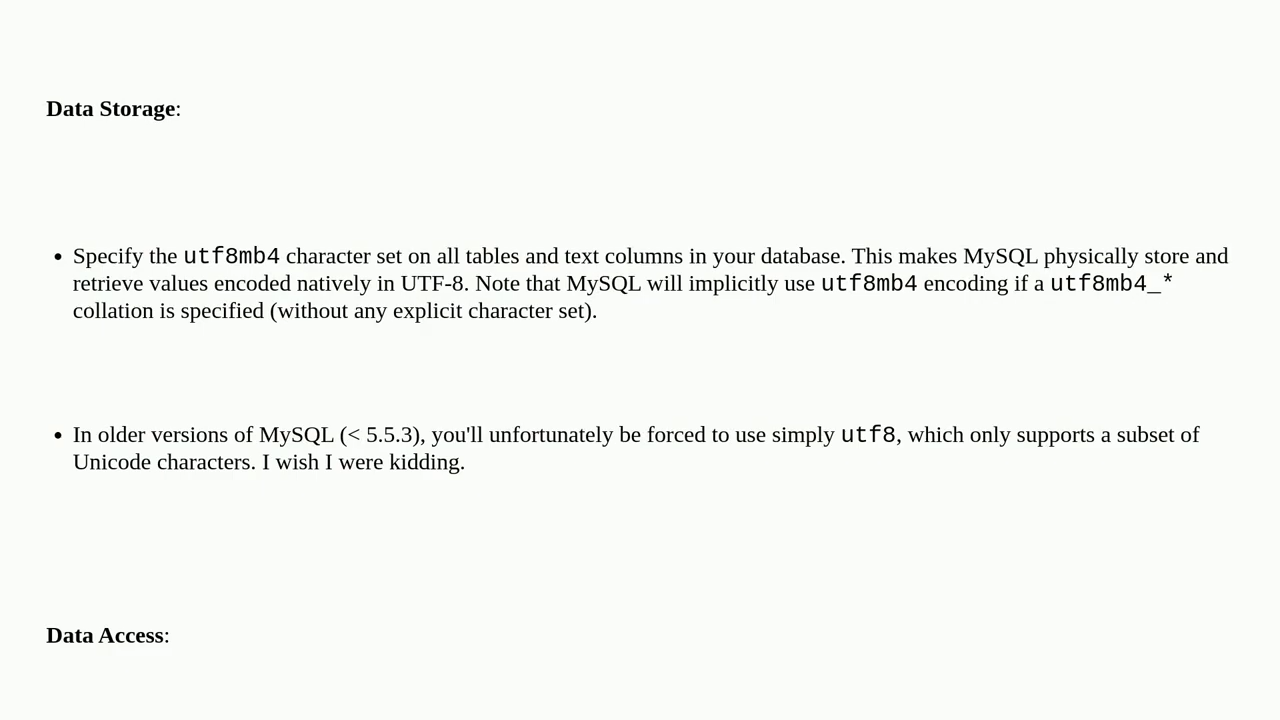 Data Storage:
• Specify the utf8mb4 character set on all tables and text columns in your database. This makes MySQL physically store and
retrieve values encoded natively in UTF-8. Note that MySQL will implicitly use utf8mb4 encoding if a utf8mb4_*
collation is specified (without any explicit character set).
• In older versions of MySQL (< 5.5.3), you'll unfortunately be forced to use simply utf8, which only supports a subset of
Unicode characters. I wish I were kidding.
Data Access: